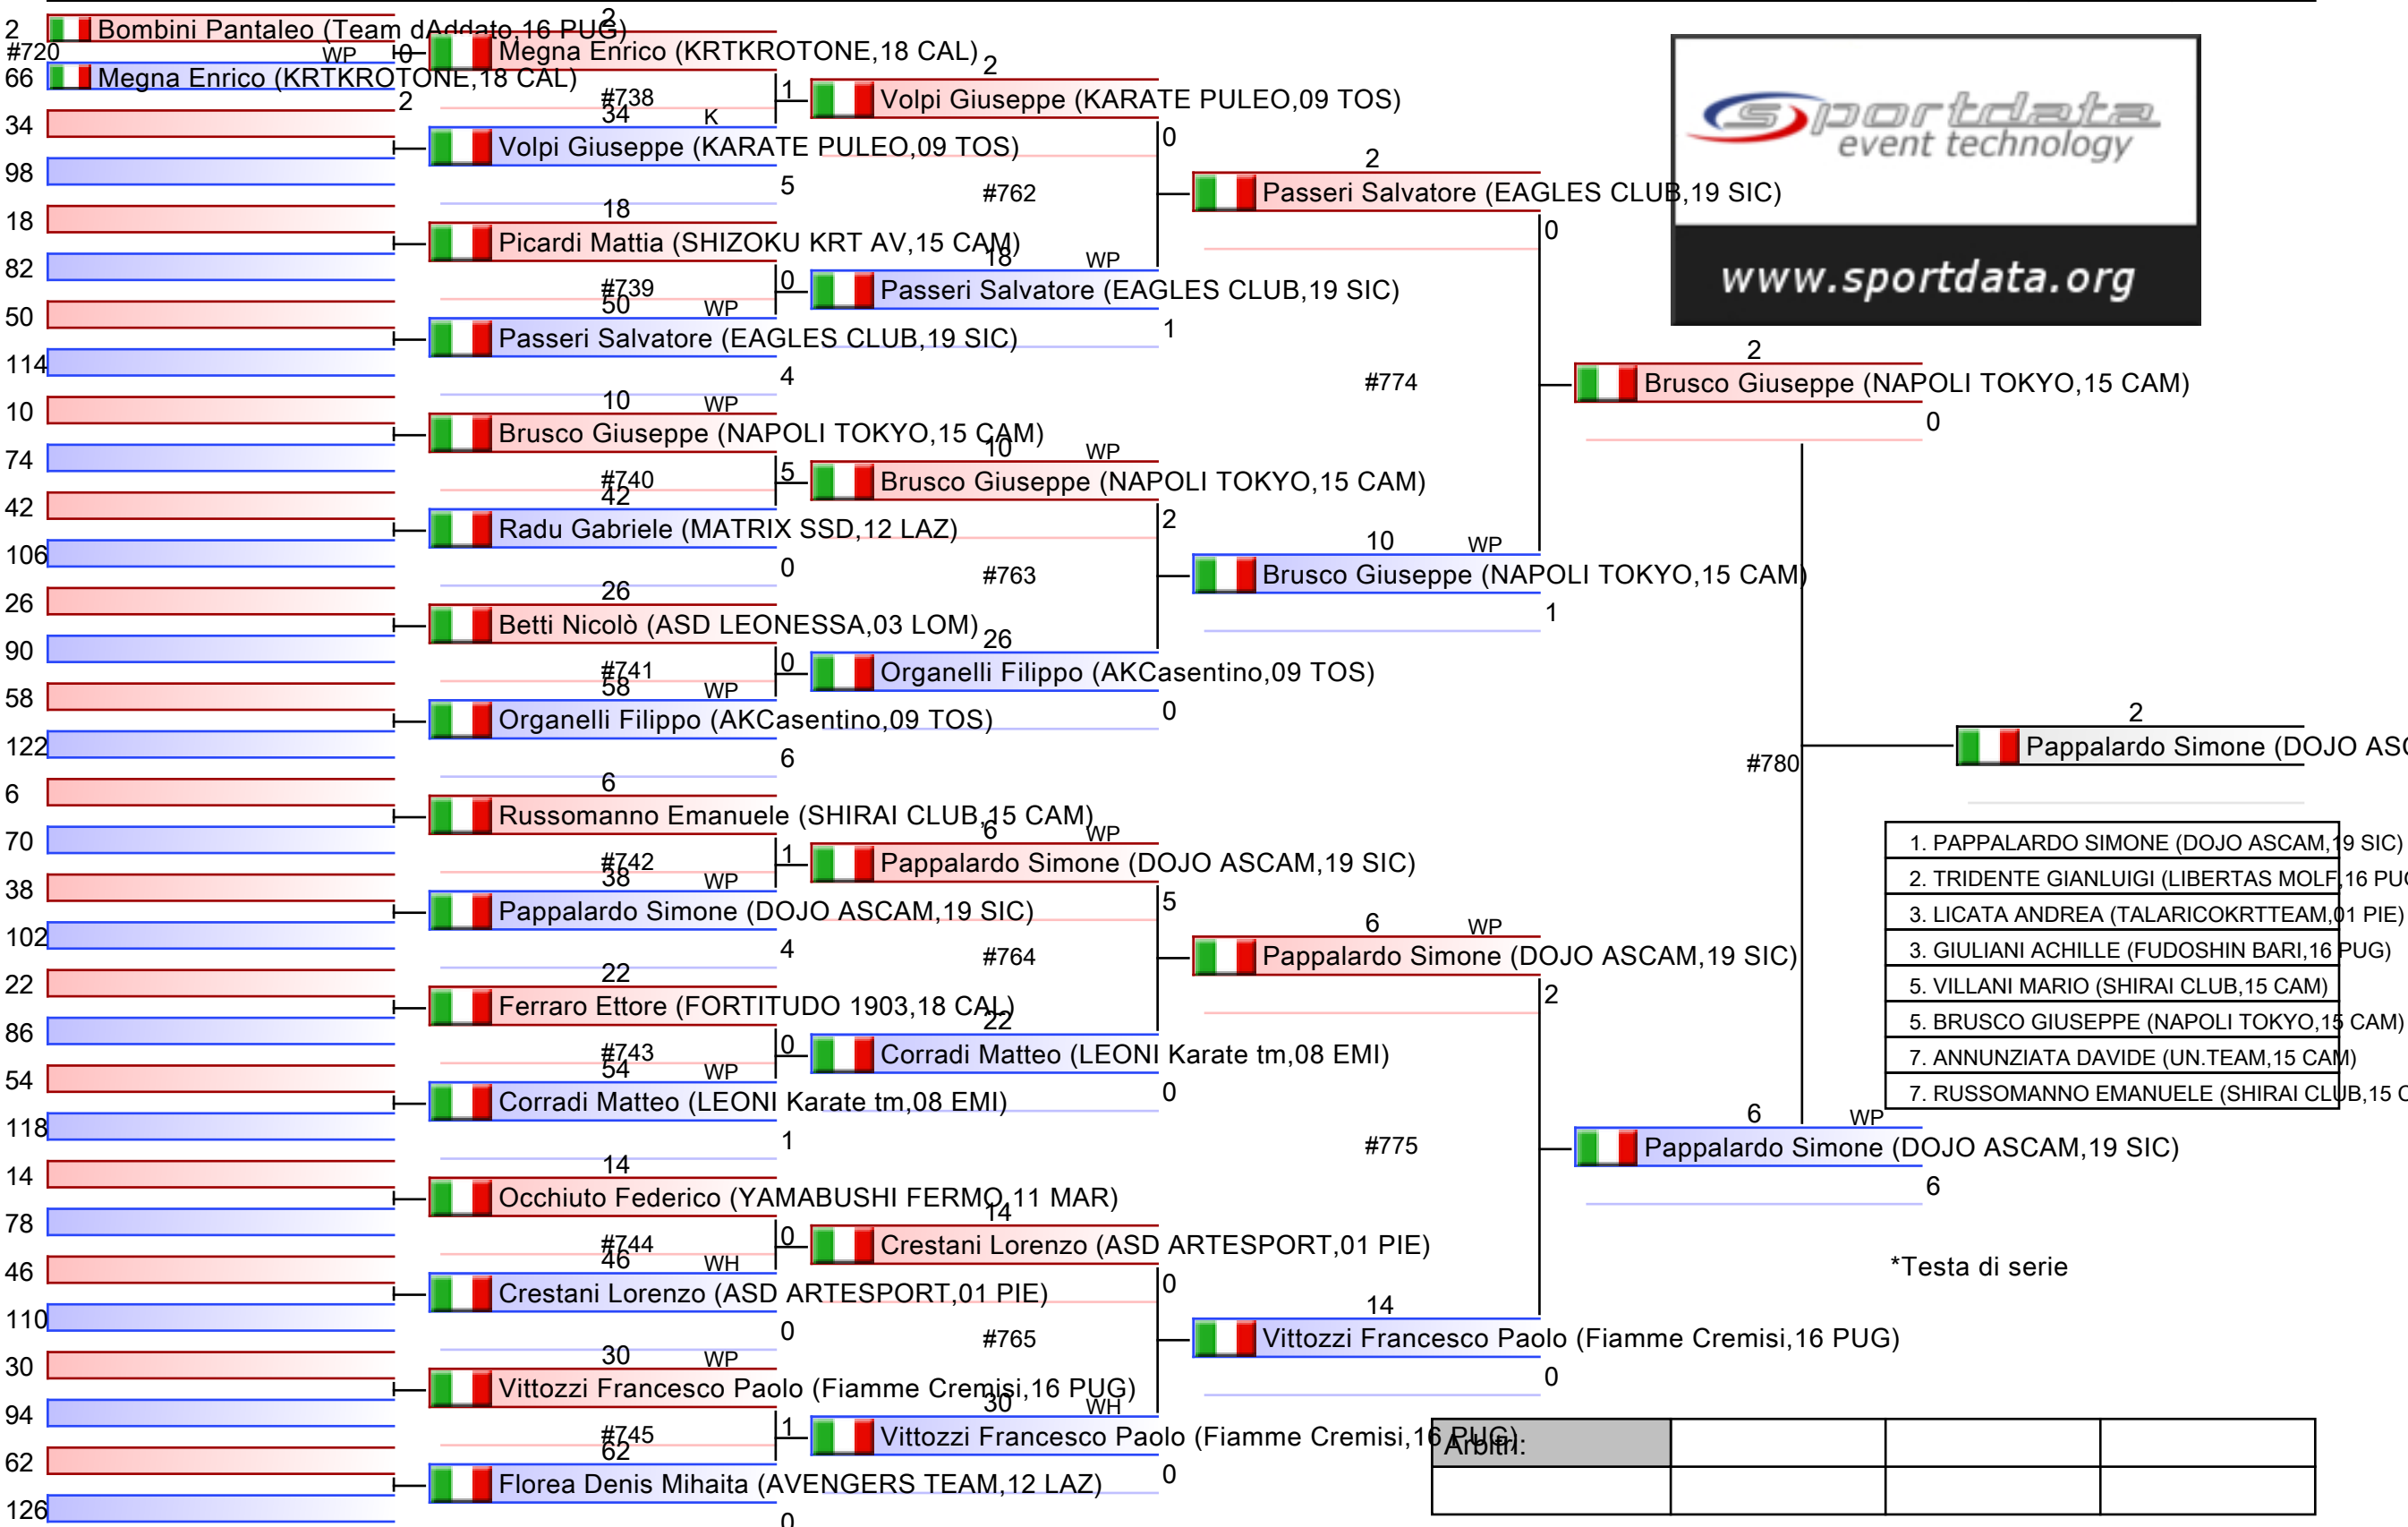 2
Bombini Pantaleo (Team dAddato,16 PUG)
#720
WP
0
66
Megna Enrico (KRTKROTONE,18 CAL)
2
34
98
18
82
50
114
10
74
42
106
26
90
58
122
6
70
38
102
22
86
54
118
14
78
46
110
30
94
62
126
2
Megna Enrico (KRTKROTONE,18 CAL)
1
#738
34
K
Volpi Giuseppe (KARATE PULEO,09 TOS)
5
18
Picardi Mattia (SHIZOKU KRT AV,15 CAM)
0
#739
50
WP
Passeri Salvatore (EAGLES CLUB,19 SIC)
4
10
WP
Brusco Giuseppe (NAPOLI TOKYO,15 CAM)
5
#740
42
Radu Gabriele (MATRIX SSD,12 LAZ)
0
26
Betti Nicolò (ASD LEONESSA,03 LOM)
0
#741
58
WP
Organelli Filippo (AKCasentino,09 TOS)
6
6
Russomanno Emanuele (SHIRAI CLUB,15 CAM)
1
#742
38
WP
Pappalardo Simone (DOJO ASCAM,19 SIC)
4
22
Ferraro Ettore (FORTITUDO 1903,18 CAL)
0
#743
54
WP
Corradi Matteo (LEONI Karate tm,08 EMI)
1
14
Occhiuto Federico (YAMABUSHI FERMO,11 MAR)
0
#744
46
WH
Crestani Lorenzo (ASD ARTESPORT,01 PIE)
0
30
WP
Vittozzi Francesco Paolo (Fiamme Cremisi,16 PUG)
1
#745
62
Florea Denis Mihaita (AVENGERS TEAM,12 LAZ)
0
2
Volpi Giuseppe (KARATE PULEO,09 TOS)
0
#762
18
WP
Passeri Salvatore (EAGLES CLUB,19 SIC)
1
10
WP
Brusco Giuseppe (NAPOLI TOKYO,15 CAM)
2
#763
26
Organelli Filippo (AKCasentino,09 TOS)
0
6
WP
Pappalardo Simone (DOJO ASCAM,19 SIC)
5
#764
22
Corradi Matteo (LEONI Karate tm,08 EMI)
0
14
Crestani Lorenzo (ASD ARTESPORT,01 PIE)
0
#765
30
WH
Vittozzi Francesco Paolo (Fiamme Cremisi,16 PUG)
0
2
Passeri Salvatore (EAGLES CLUB,19 SIC)
0
#774
10
WP
Brusco Giuseppe (NAPOLI TOKYO,15 CAM)
1
6
WP
Pappalardo Simone (DOJO ASCAM,19 SIC)
2
#775
14
Vittozzi Francesco Paolo (Fiamme Cremisi,16 PUG)
0
sportdata
event technology
www.sportdata.org
2
Brusco Giuseppe (NAPOLI TOKYO,15 CAM)
0
#780
6
WP
Pappalardo Simone (DOJO ASCAM,19 SIC)
6
2
Pappalardo Simone (DOJO
1. PAPPALARDO SIMONE (DOJO ASCAM,19 SIC)
2. TRIDENTE GIANLUIGI (LIBERTAS MOLF,16
3. LICATA ANDREA (TALARICOKRTTEAM,01 PIE)
3. GIULIANI ACHILLE (FUDOSHIN BARI,16 PUG)
5. VILLANI MARIO (SHIRAI CLUB,15 CAM)
5. BRUSCO GIUSEPPE (NAPOLI TOKYO,15 CAM)
7. ANNUNZIATA DAVIDE (UN.TEAM,15 CAM)
7. RUSSOMANNO EMANUELE (SHIRAI CLUB,15
*Testa di serie
Arbitri: